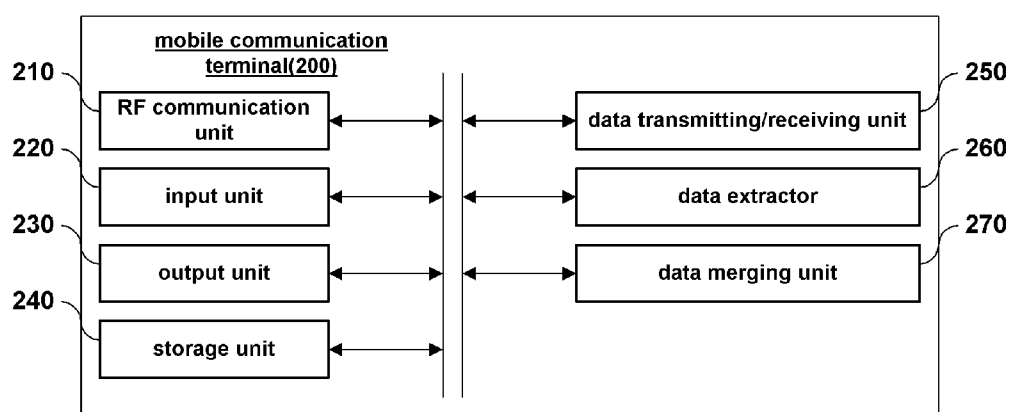 mobile communication
terminal(200)
210
RF communication
unit
220
input unit
230
output unit
240
storage unit
250
data transmitting/receiving unit
260
data extractor
270
data merging unit